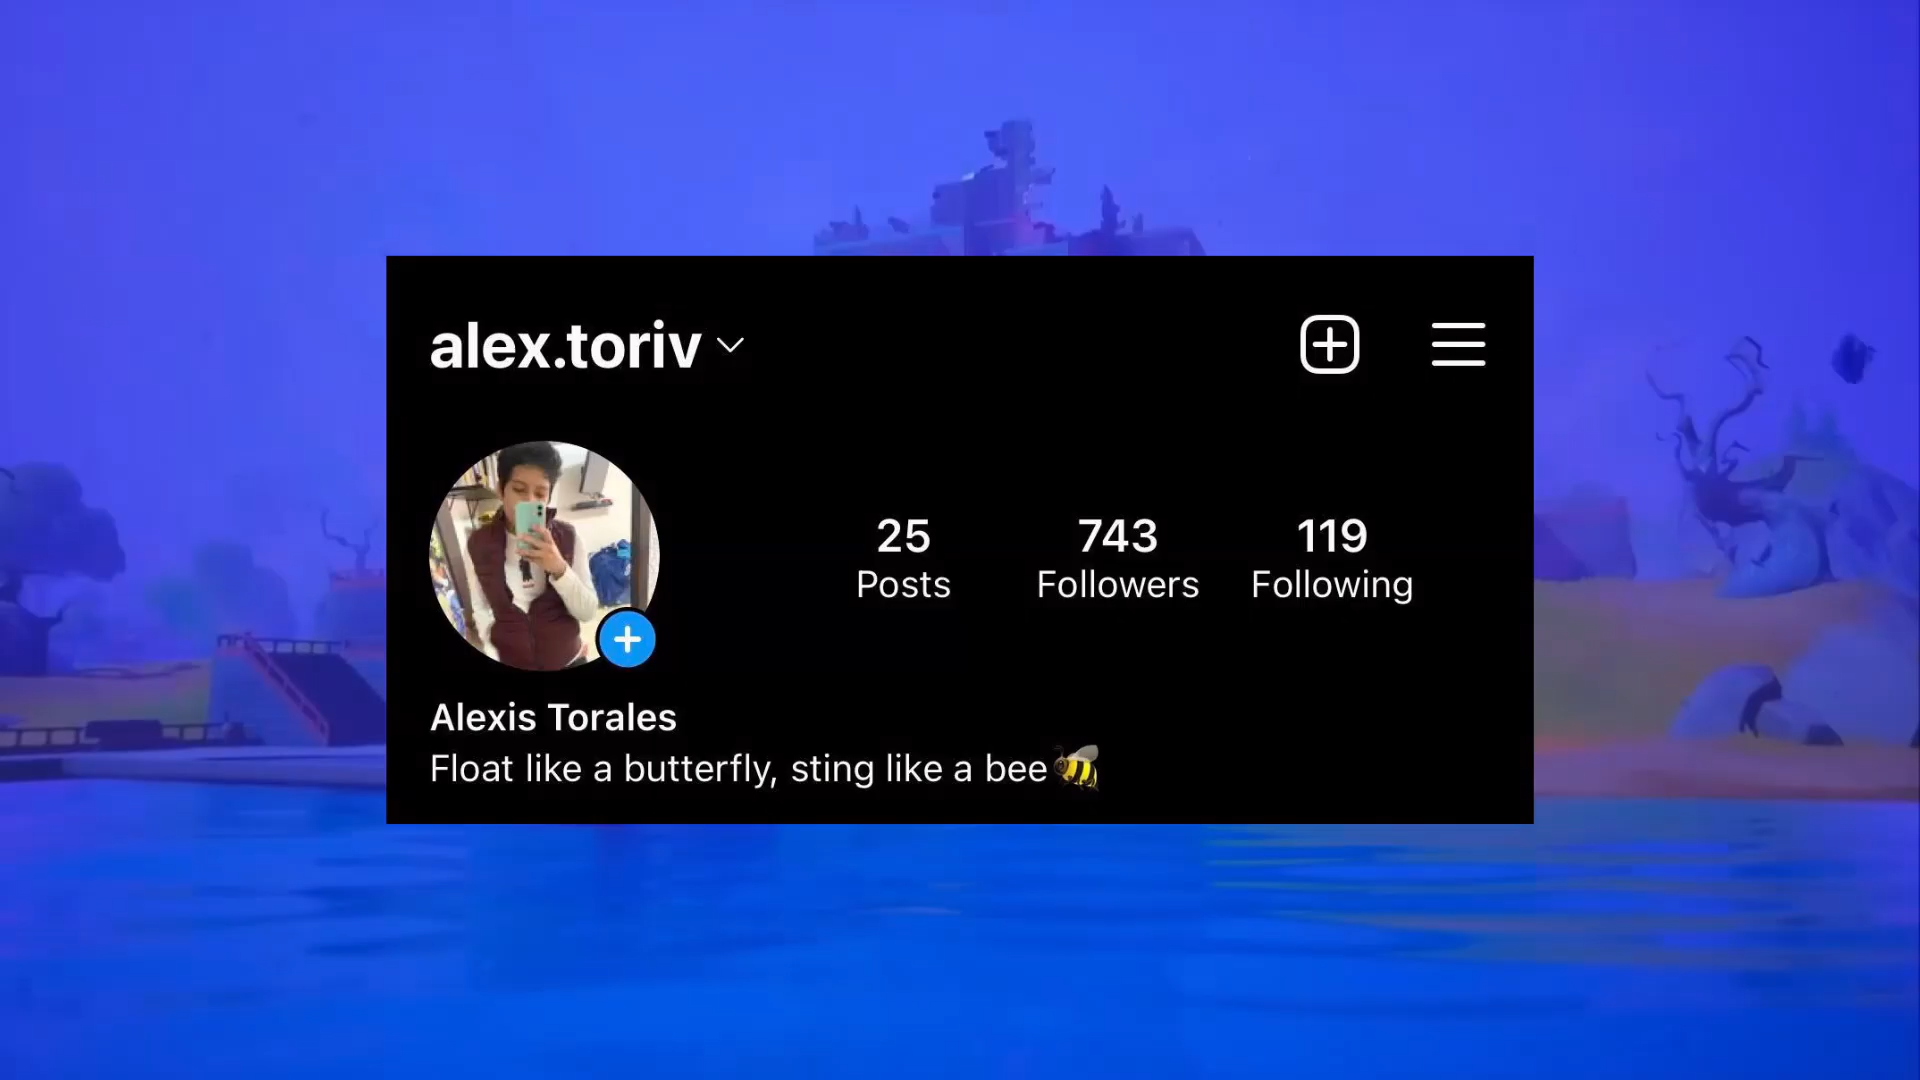 alex.toriv
25 743 119
Posts Followers Following
Alexis Torales
Float like a butterfly, sting like a bee🐝